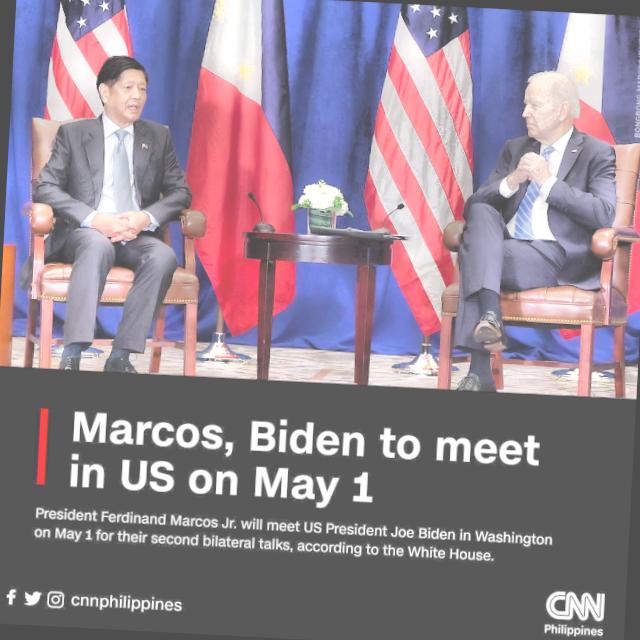 Marcos, Biden to meet
in US on May 1
President Ferdinand Marcos Jr. will meet US President Joe Biden in Washington
on May 1 for their second bilateral talks, according to the White House.
cnnphilippines
CNN
Philippines